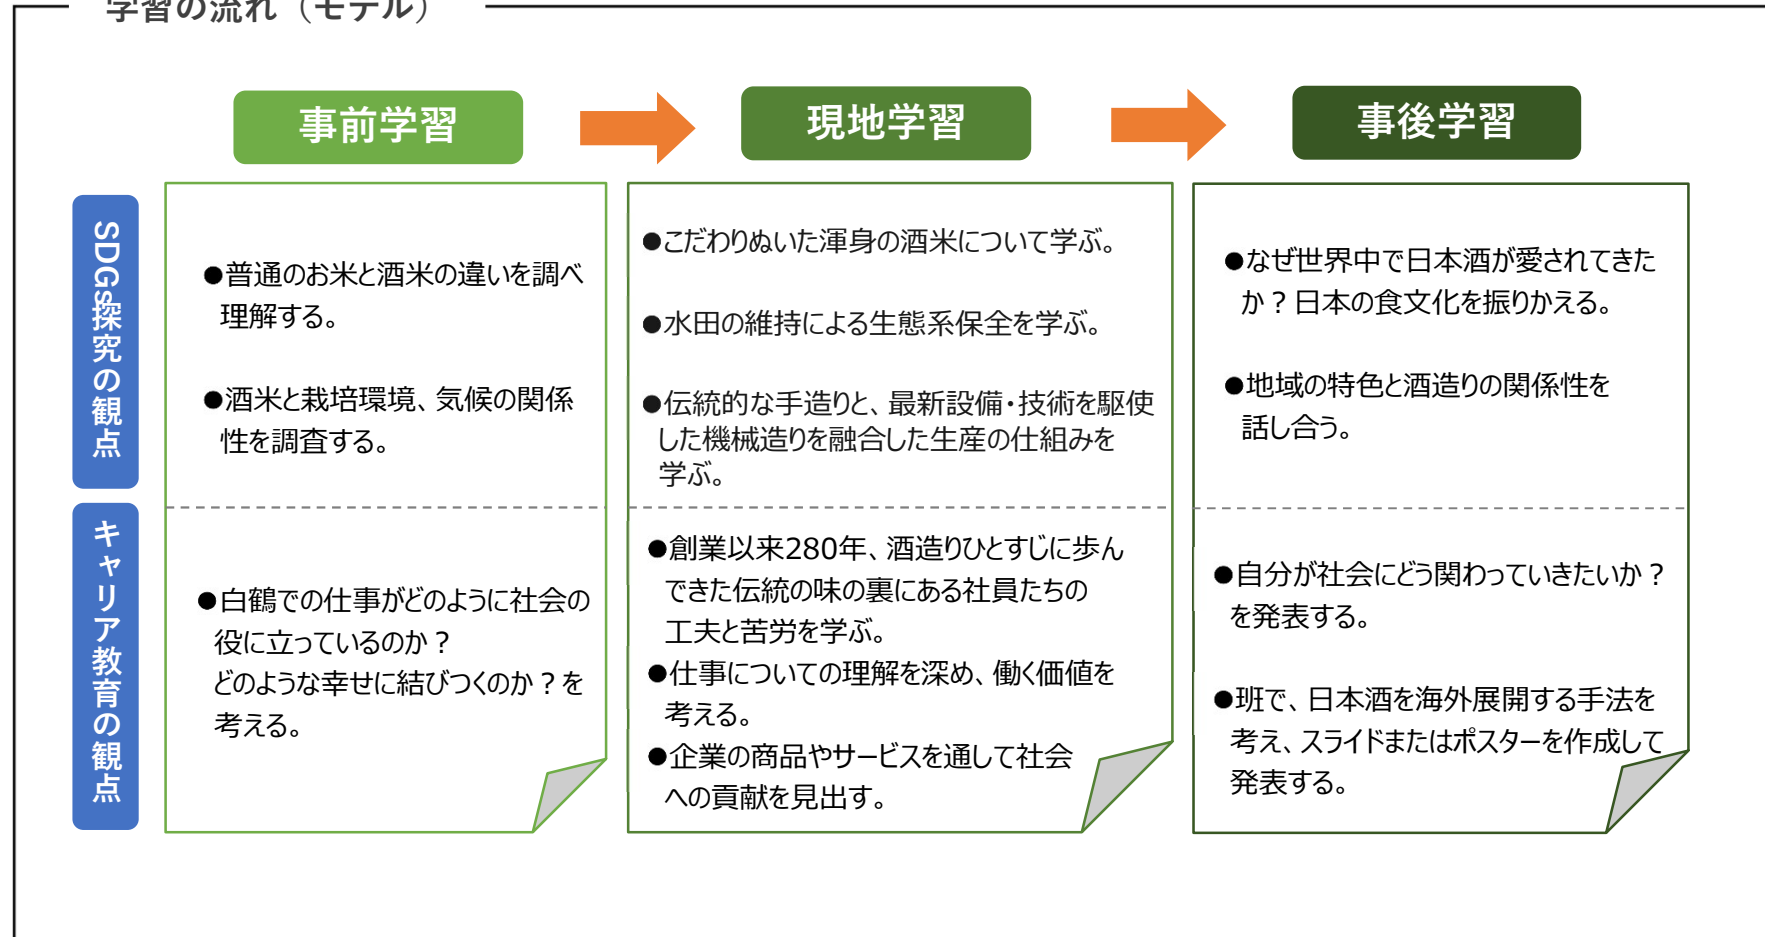 学習の流れ（モデル）
事前学習
現地学習
事後学習
SDGs探究の観点
●普通のお米と酒米の違いを調べ
理解する。
●酒米と栽培環境、気候の関係
性を調査する。
●こだわりぬいた渾身の酒米について学ぶ。
●水田の維持による生態系保全を学ぶ。
●伝統的な手造りと、最新設備・技術を駆使
した機械造りを融合した生産の仕組みを
学ぶ。
●なぜ世界中で日本酒が愛されてきた
か？日本の食文化を振りかえる。
●地域の特色と酒造りの関係性を
話し合う。
キャリア教育の観点
●白鶴での仕事がどのように社会の
役に立っているのか？
どのような幸せに結びつくのか？を
考える。
●創業以来280年、酒造りひとすじに歩ん
できた伝統の味の裏にある社員たちの
工夫と苦労を学ぶ。
●仕事についての理解を深め、働く価値を
考える。
●企業の商品やサービスを通して社会
への貢献を見出す。
●自分が社会にどう関わっていきたいか？
を発表する。
●班で、日本酒を海外展開する手法を
考え、スライドまたはポスターを作成して
発表する。